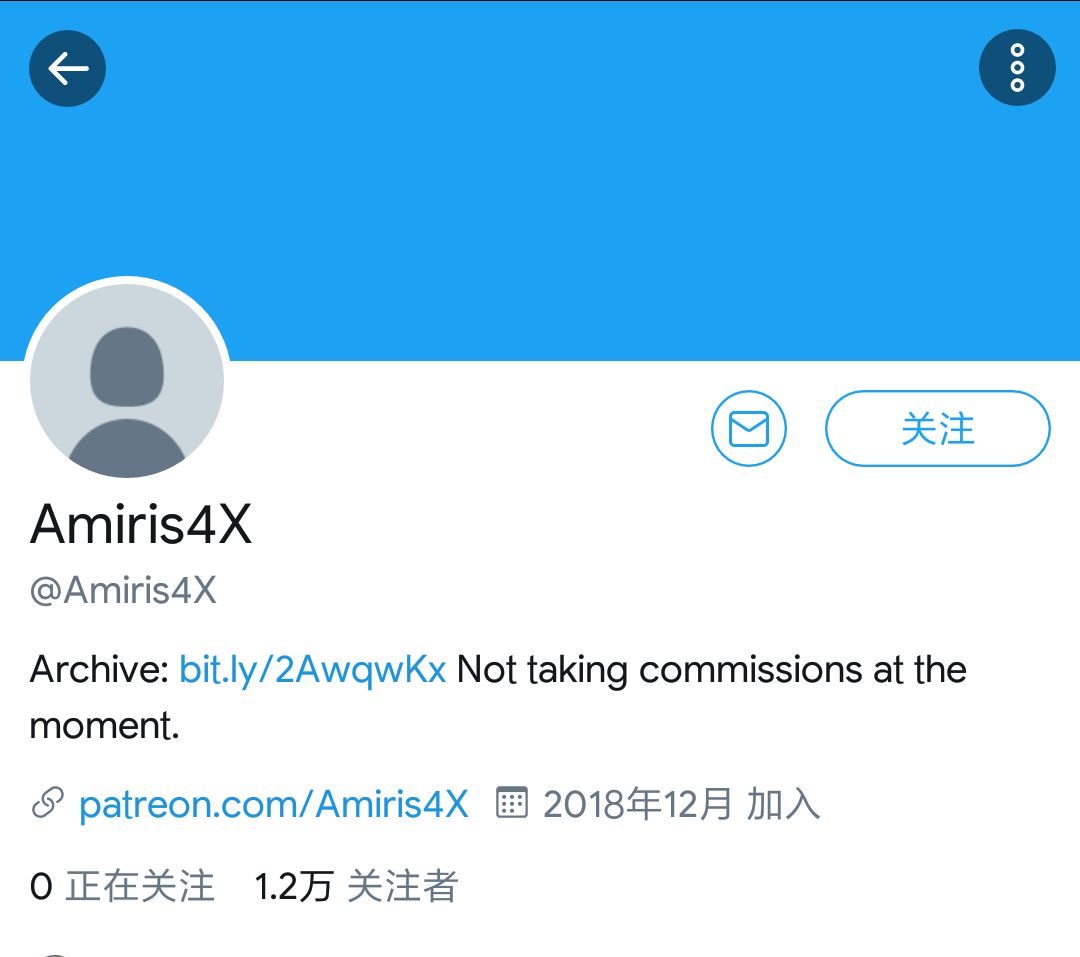 关注
Amiris4X
@Amiris4X
Archive: bit.ly/2AwqwKx Not taking commissions at the
moment.
patreon.com/Amiris4X 2018年12月 加入
0 正在关注 1.2万 关注者